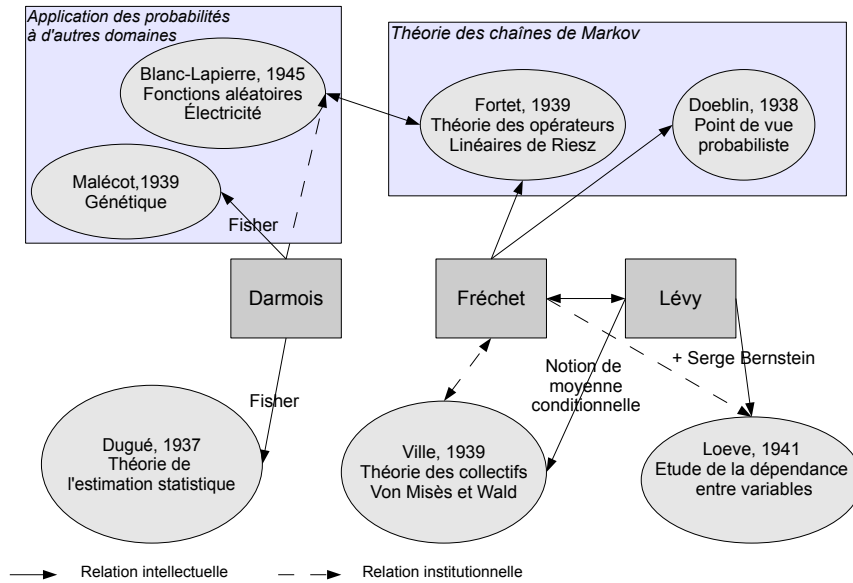 Application des probabilités
à d'autres domaines
Théorie des chaînes de Markov
Blanc-Lapierre, 1945
Fonctions aléatoires
Électricité
Fortet, 1939
Théorie des opérateurs
Linéaires de Riesz
Doeblin, 1938
Point de vue
probabiliste
Malécot,1939
Génétique
Fisher
Darmois
Fréchet
Lévy
Fisher
Notion de
moyenne
conditionnelle
+ Serge Bernstein
Dugué, 1937
Théorie de
l'estimation statistique
Ville, 1939
Théorie des collectifs
Von Misès et Wald
Loeve, 1941
Etude de la dépendance
entre variables
Relation intellectuelle
Relation institutionnelle